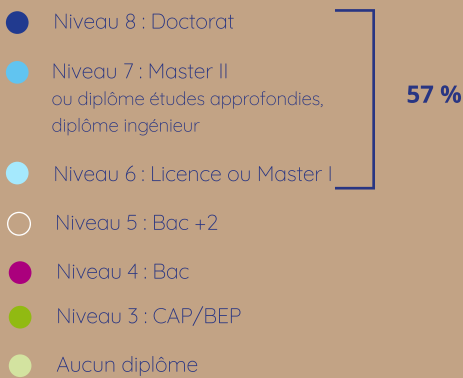 Niveau 8 : Doctorat
Niveau 7 : Master II
ou diplôme études approfondies,
diplôme ingénieur
57 %
Niveau 6 : Licence ou Master I
Niveau 5 : Bac +2
Niveau 4 : Bac
Niveau 3 : CAP/BEP
Aucun diplôme